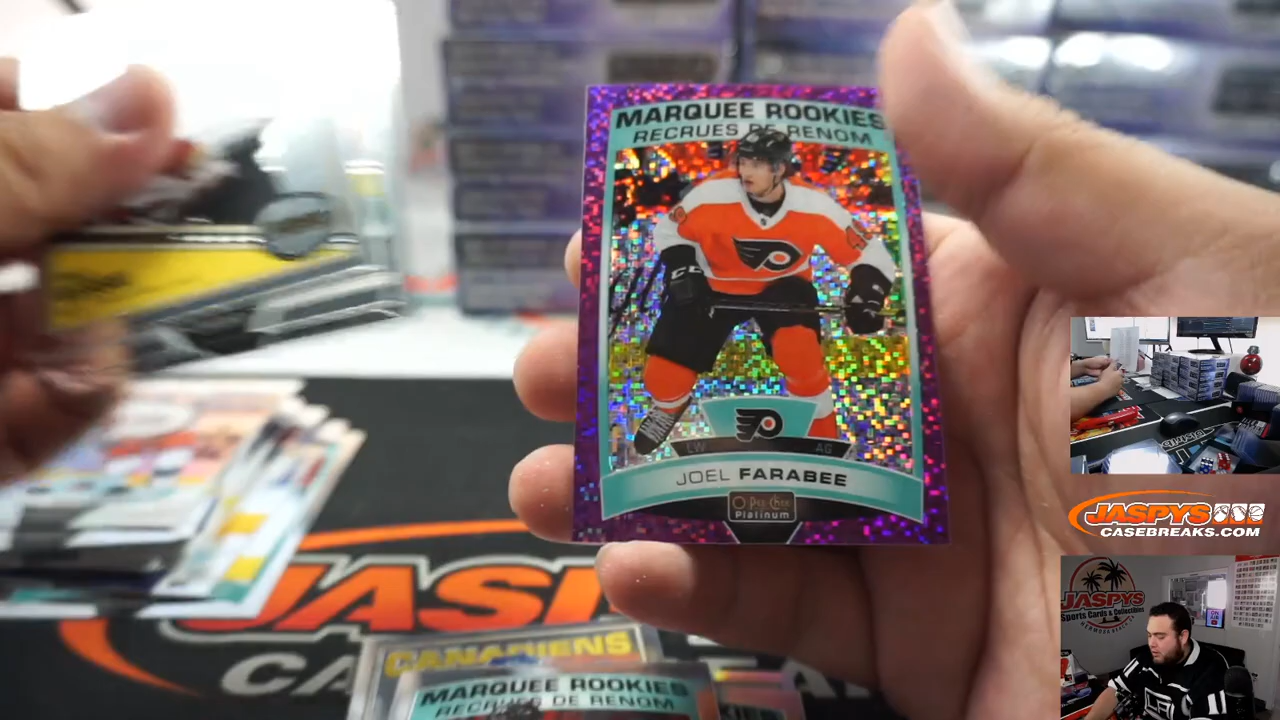 MARQUEE ROOKIES
RECRUES DE RENOM
LW
AG
JOEL FARABEE
O-Pee-Chee
Platinum
JASPYS
CASEBREAKS.COM
JASPYS
Sports Cards & Collectibles
JASP
CA
CANADIENS
MARQUEE ROOKIES
RECRUES DE RENOM